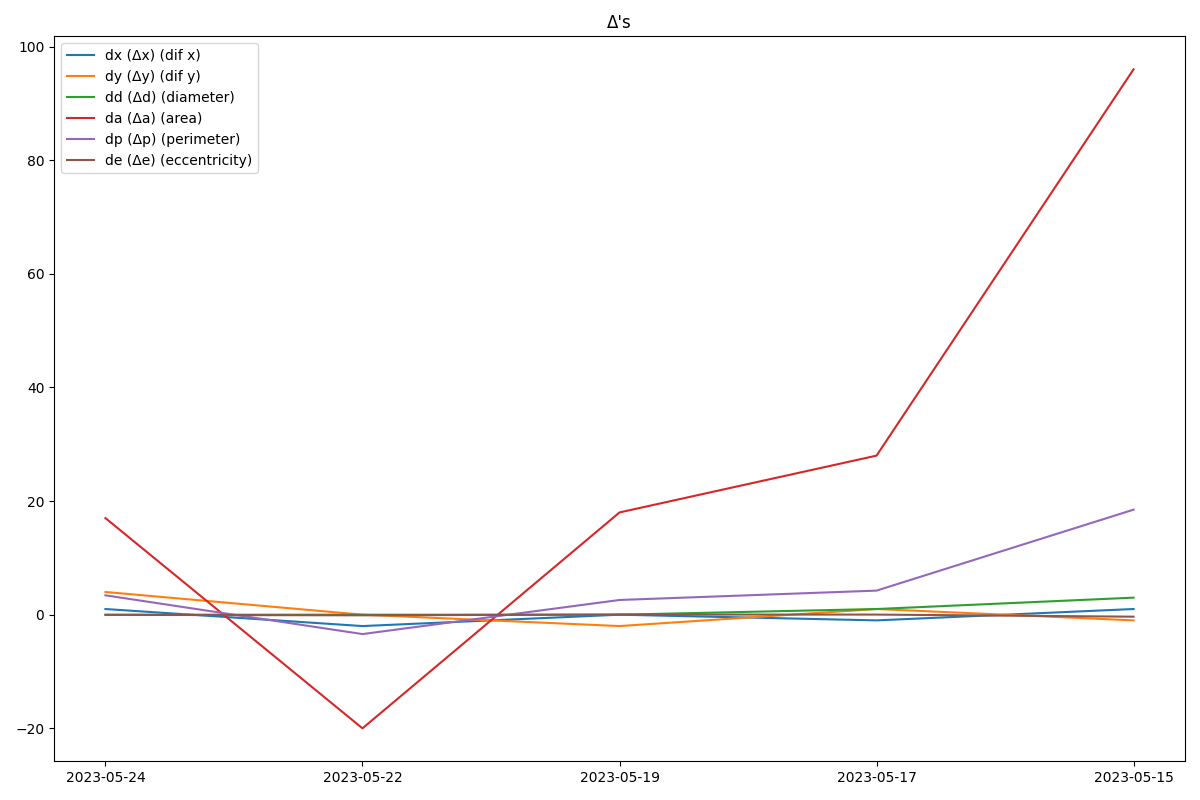 Δ's
100
80
60
40
20
0
−20
dx (Δx) (dif x)
dy (Δy) (dif y)
dd (Δd) (diameter)
da (Δa) (area)
dp (Δp) (perimeter)
de (Δe) (eccentricity)
2023-05-24 2023-05-22 2023-05-19 2023-05-17 2023-05-15